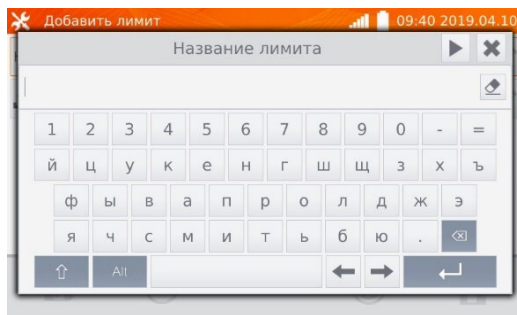 Добавить лимит 09:40 2019.04.10
Название лимита
1 2 3 4 5 6 7 8 9 0 - =
й ц у к е н г ш щ з х ъ
ф ы в а п р о л д ж э
я ч с м и т ь б ю .
Alt